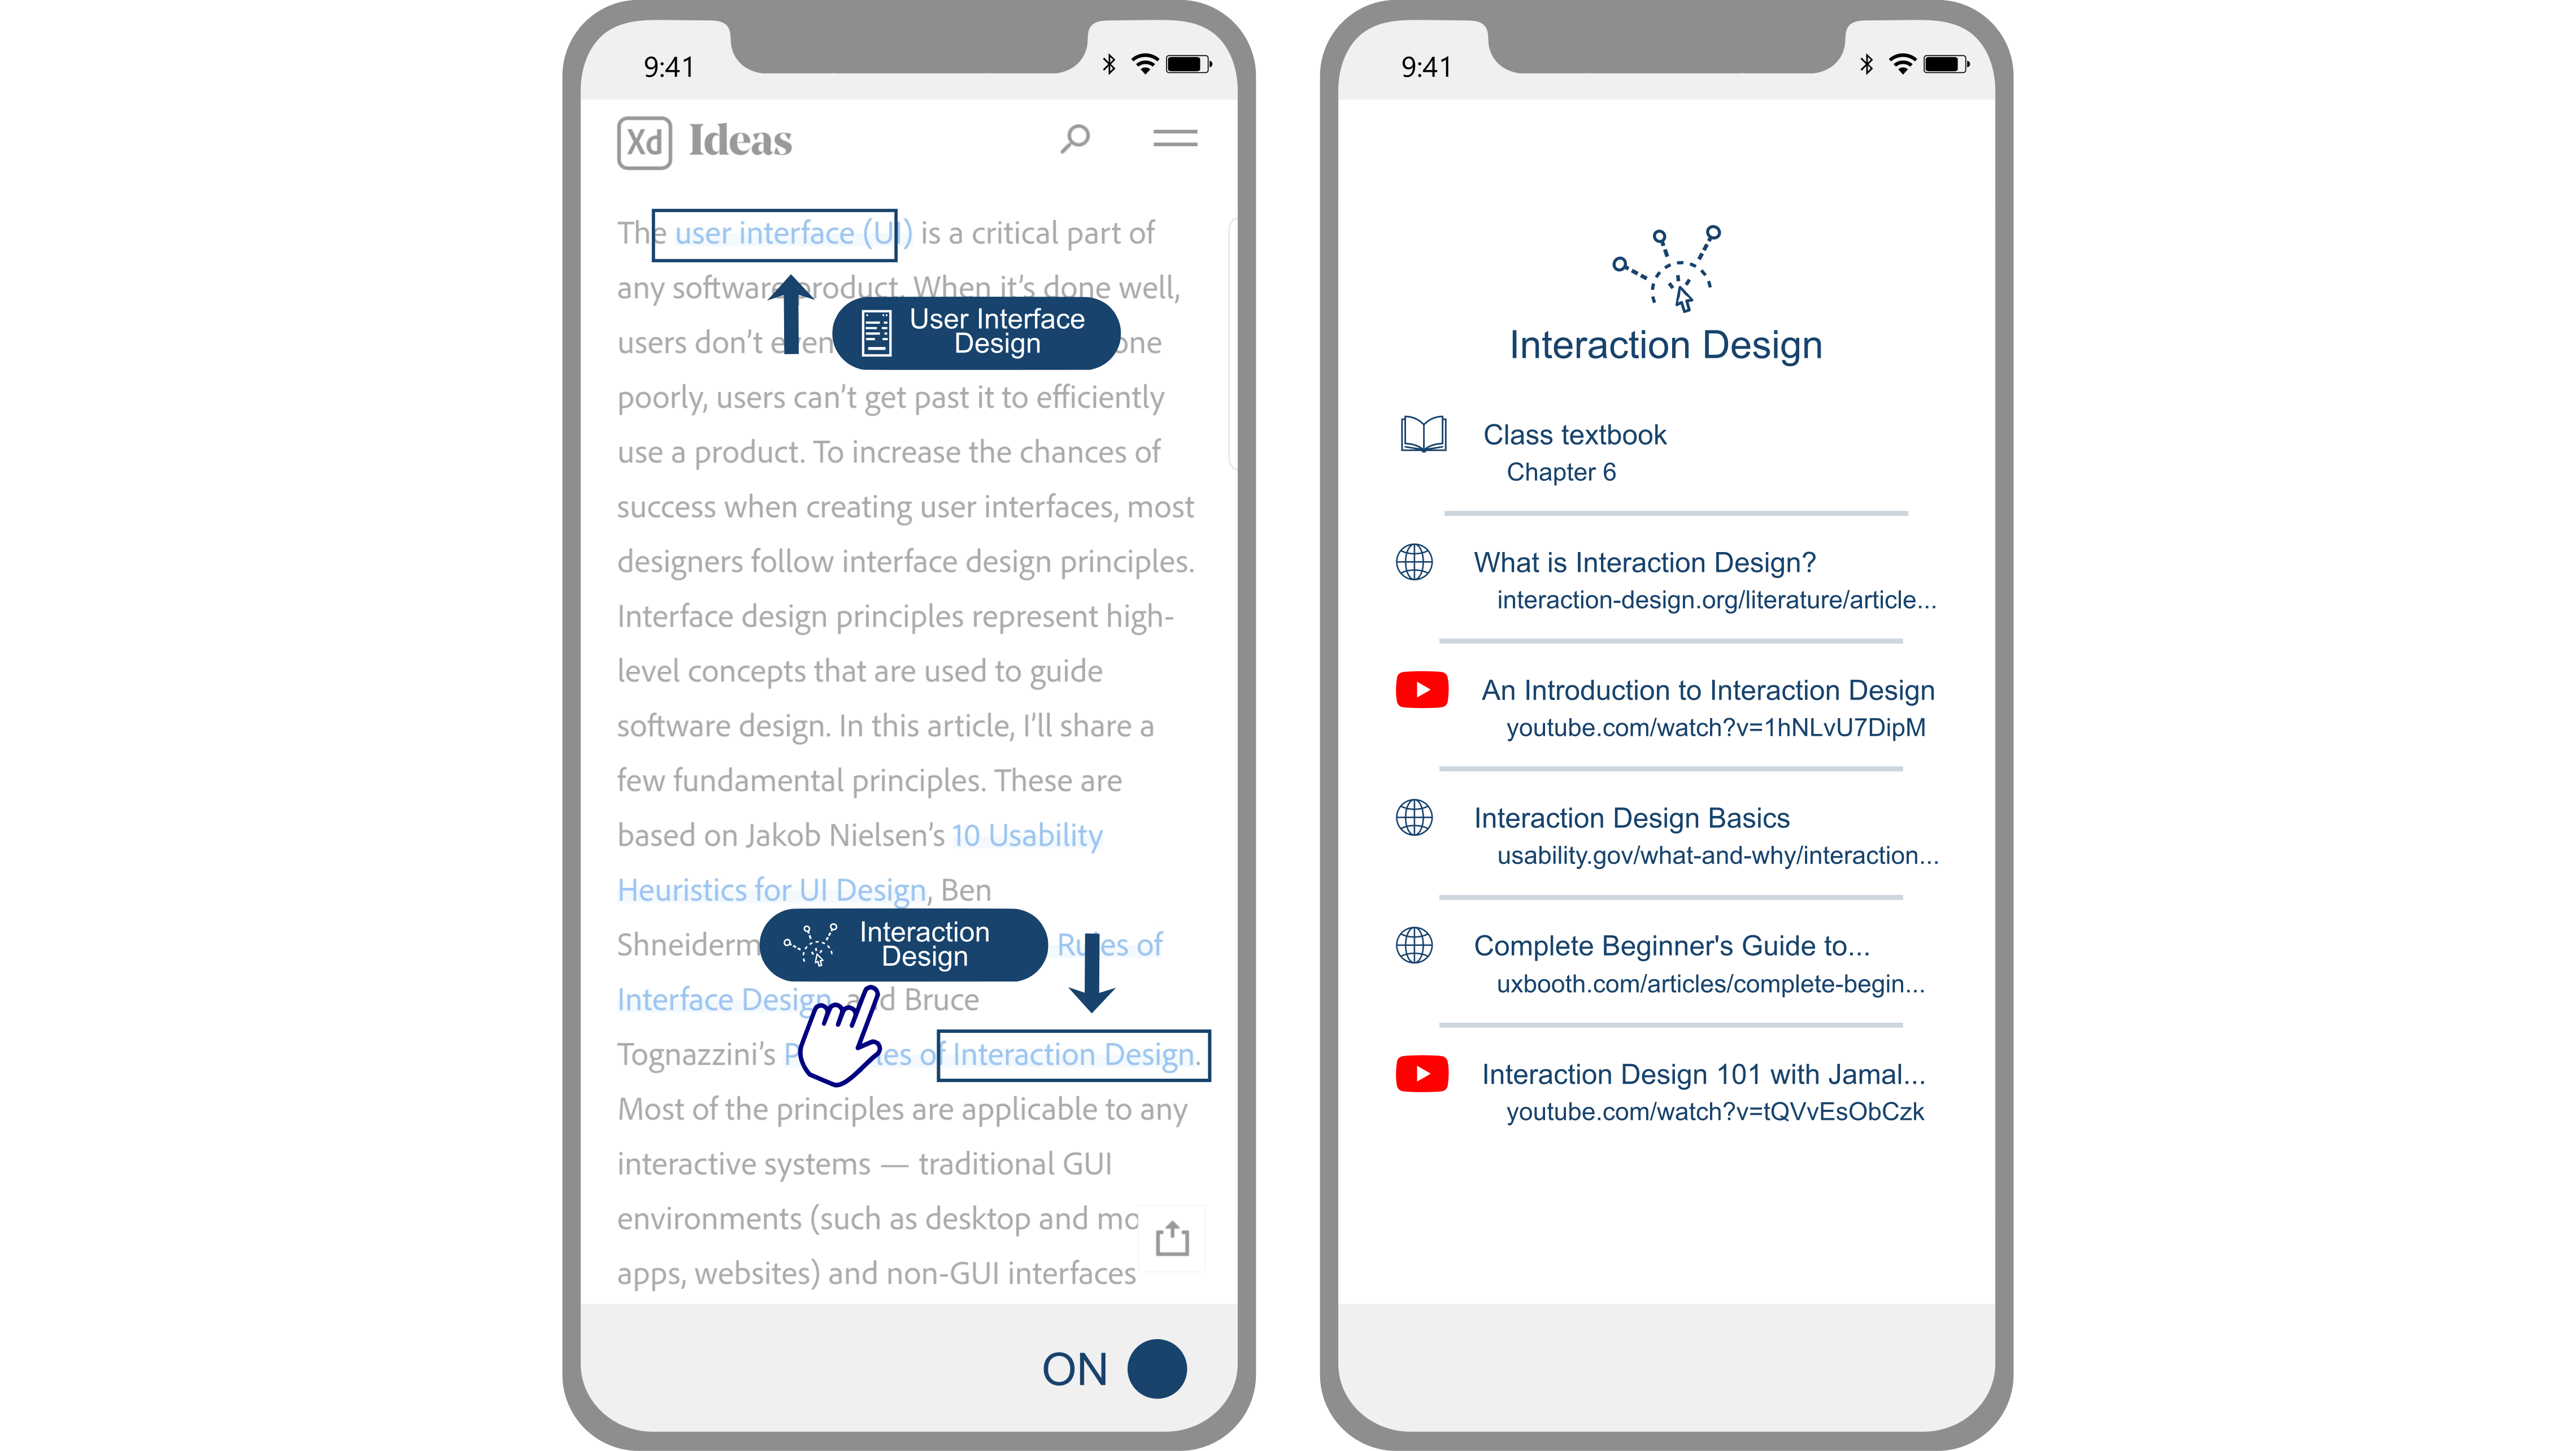 9:41
Xd Ideas
The user interface (UI) is a critical part of
any software product. When it's done well,
users don't even
User Interface
Design
one
poorly, users can't get past it to efficiently
use a product. To increase the chances of
success when creating user interfaces, most
designers follow interface design principles.
Interface design principles represent high-
level concepts that are used to guide
software design. In this article, I'll share a
few fundamental principles. These are
based on Jakob Nielsen's 10 Usability
Heuristics for UI Design, Ben
Shneiderm
Interaction
Design
Rules of
Interface Design, and Bruce
Tognazzini's
of Interaction Design.
Most of the principles are applicable to any
interactive systems — traditional GUI
environments (such as desktop and mo
apps, websites) and non-GUI interfaces
ON
9:41
Interaction Design
Class textbook
Chapter 6
What is Interaction Design?
interaction-design.org/literature/article...
An Introduction to Interaction Design
youtube.com/watch?v=1hNLvU7DipM
Interaction Design Basics
usability.gov/what-and-why/interaction...
Complete Beginner's Guide to...
uxbooth.com/articles/complete-begin...
Interaction Design 101 with Jamal...
youtube.com/watch?v=tQVvEsObCzk